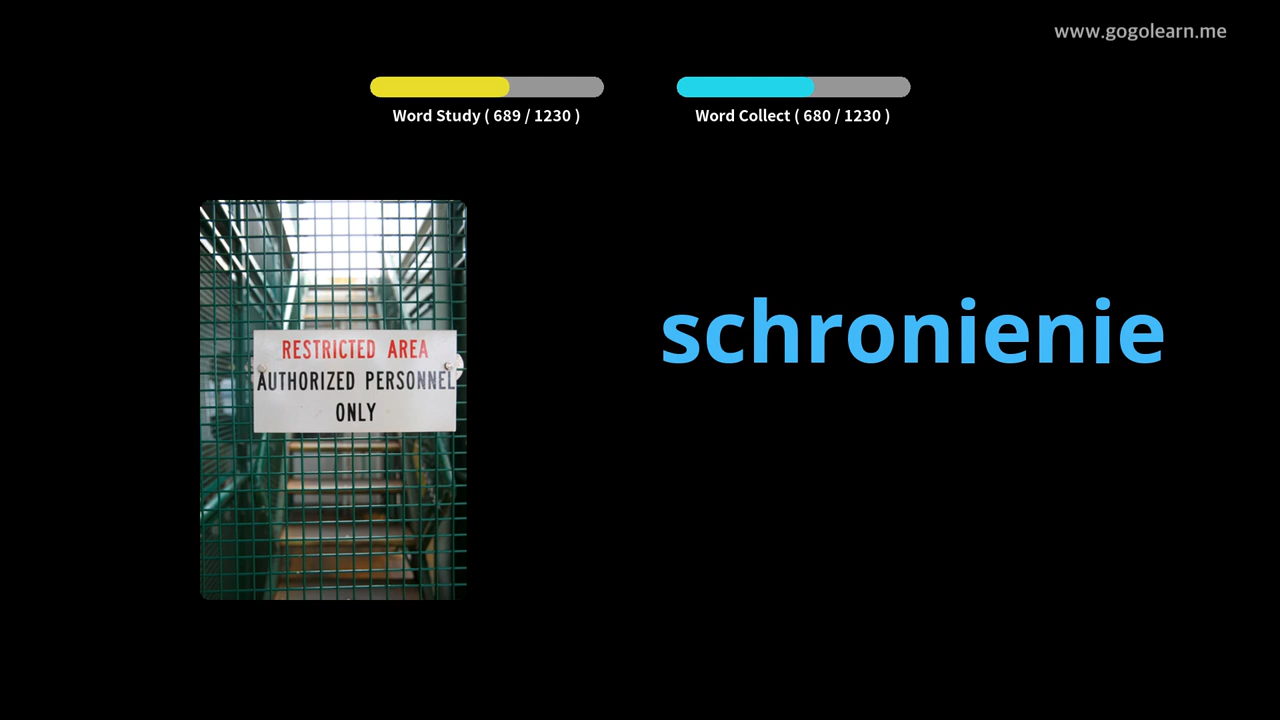 www.gogolearn.me
Word Study ( 689 / 1230 )
Word Collect ( 680 / 1230 )
RESTRICTED AREA
AUTHORIZED PERSONNEL
ONLY
schronienie